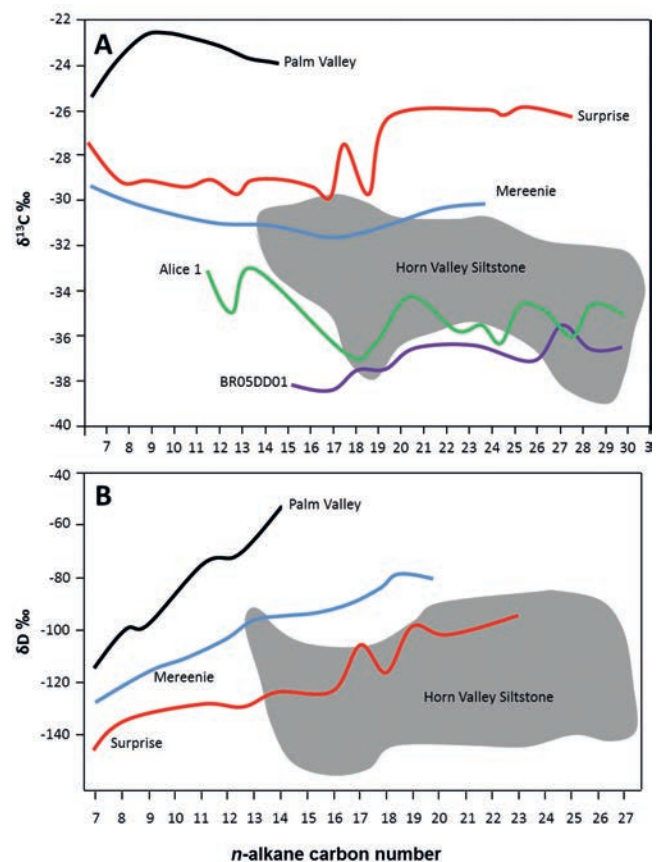 -22
A
-24
Palm Valley
-26
Surprise
-28
-30
Mereenie
δ¹³C ‰
-32
Alice 1
Horn Valley Siltstone
-34
-36
BR05DD01
-38
-40
7 8 9 10 11 12 13 14 15 16 17 18 19 20 21 22 23 24 25 26 27 28 29 30 3
-40
B
Palm Valley
-60
-80
δD ‰
-100
Mereenie
-120
Horn Valley Siltstone
Surprise
-140
7 8 9 10 11 12 13 14 15 16 17 18 19 20 21 22 23 24 25 26 27
n-alkane carbon number